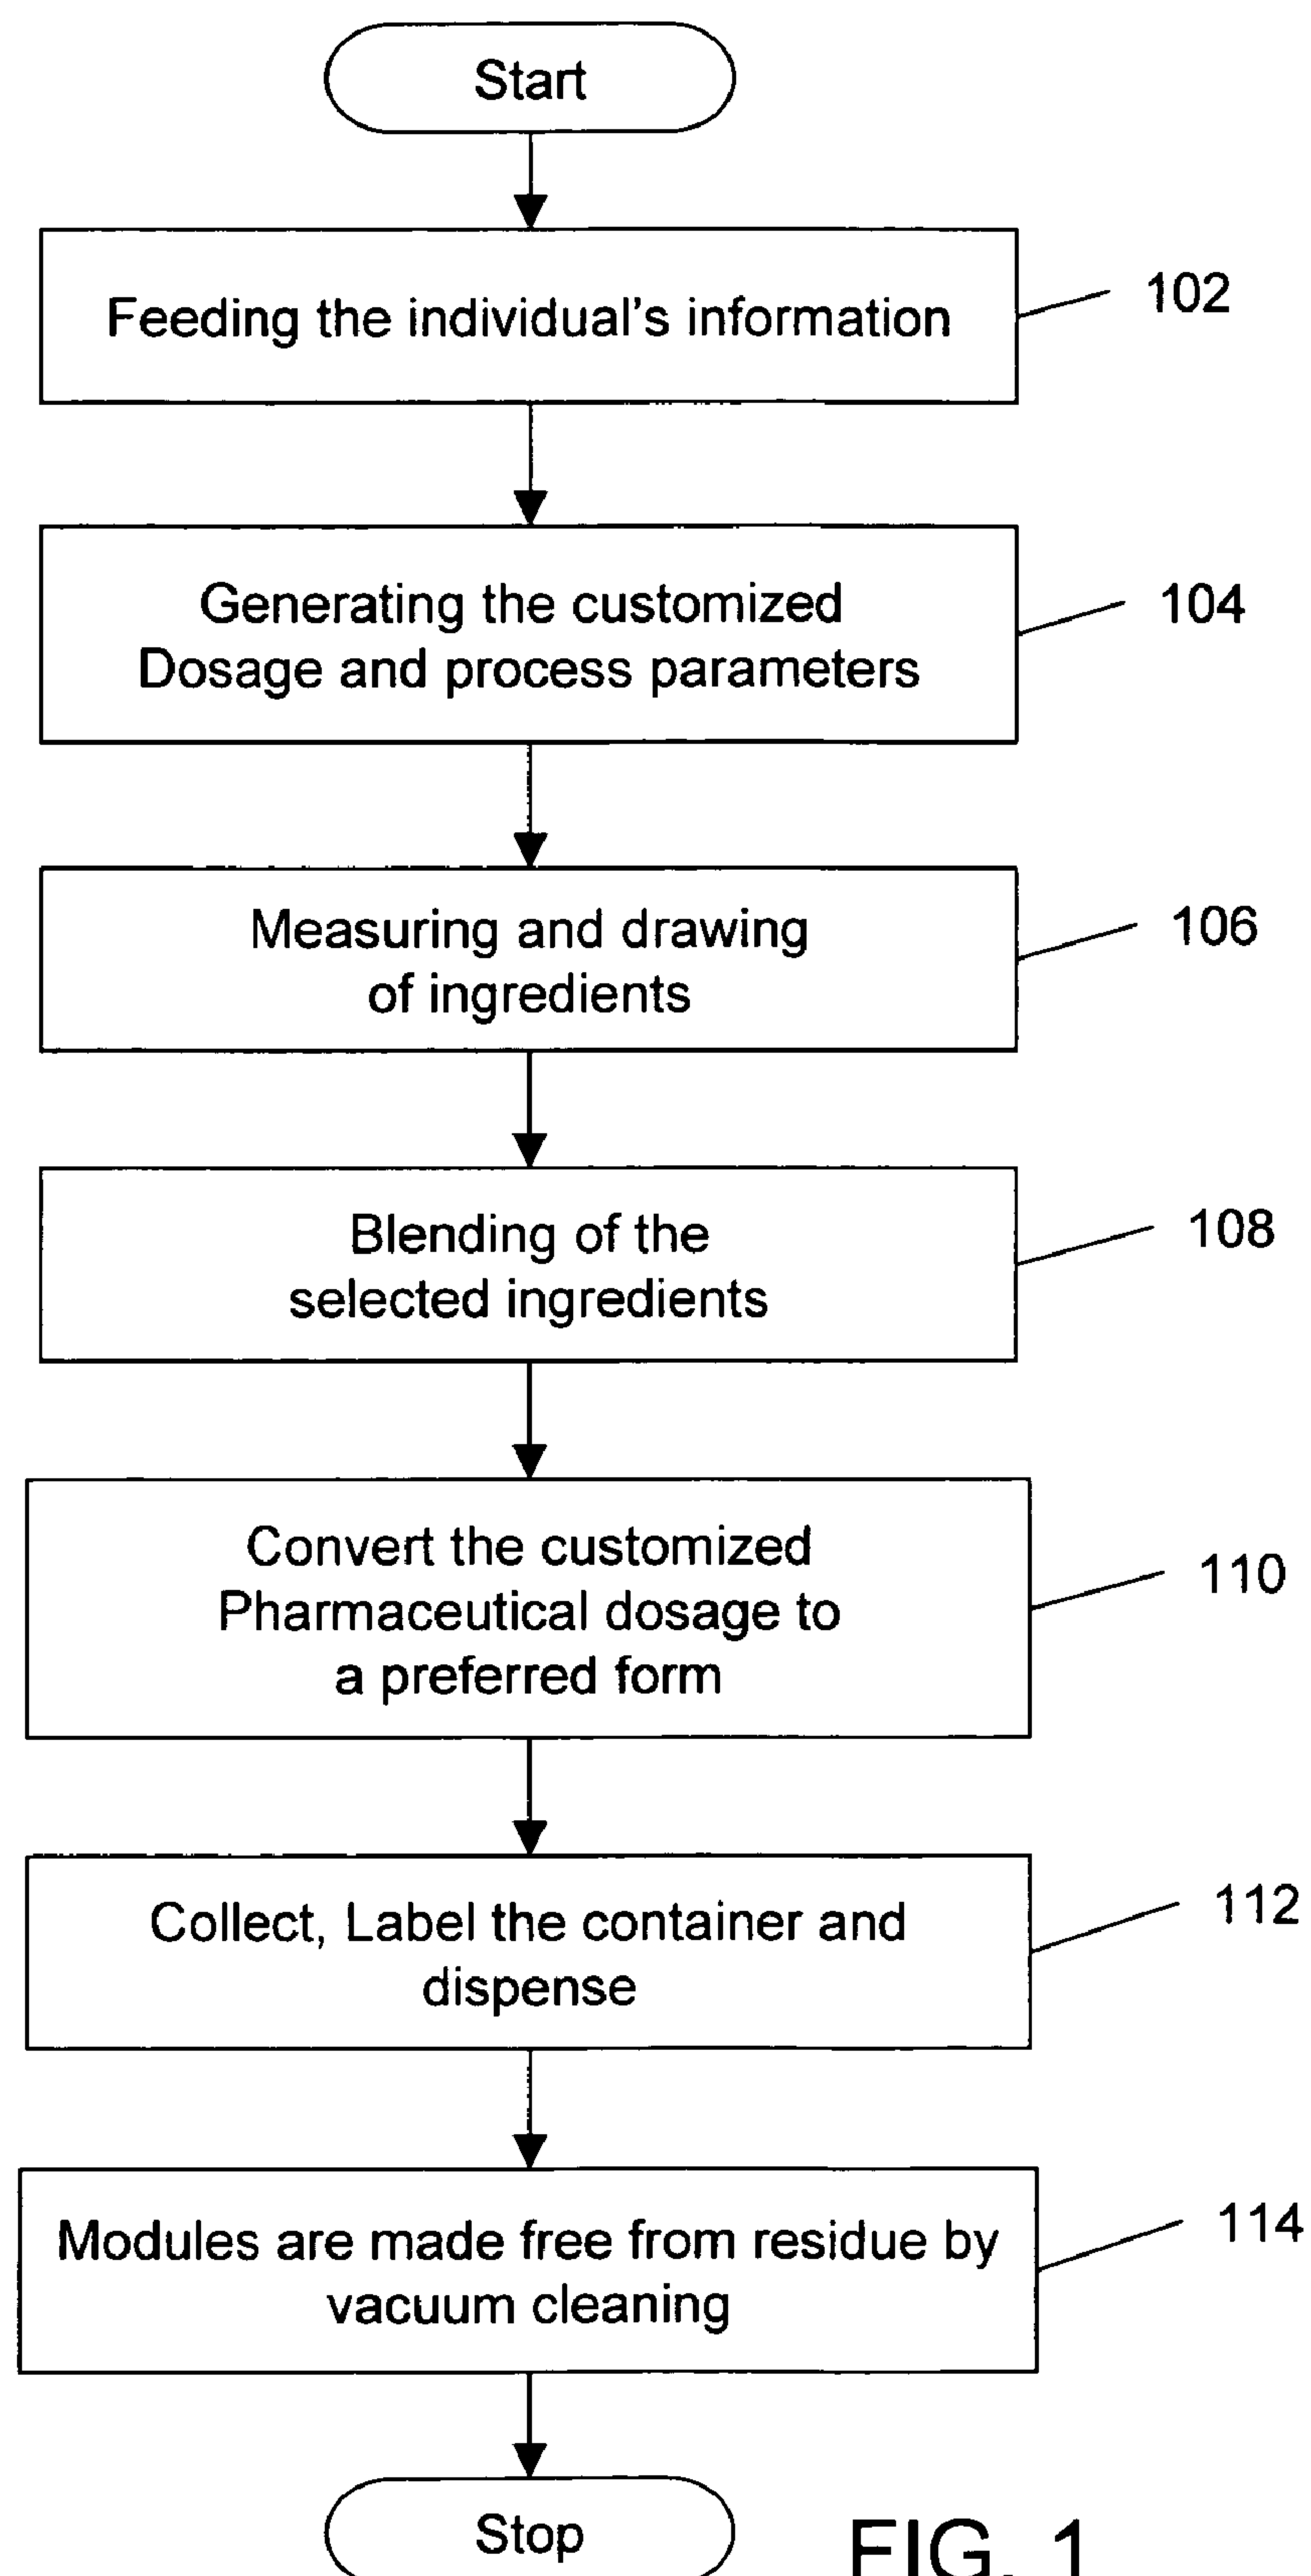 Start
Feeding the individual's information
102
Generating the customized
Dosage and process parameters
104
Measuring and drawing
of ingredients
106
Blending of the
selected ingredients
108
Convert the customized
Pharmaceutical dosage to
a preferred form
110
Collect, Label the container and
dispense
112
Modules are made free from residue by
vacuum cleaning
114
Stop
FIG. 1